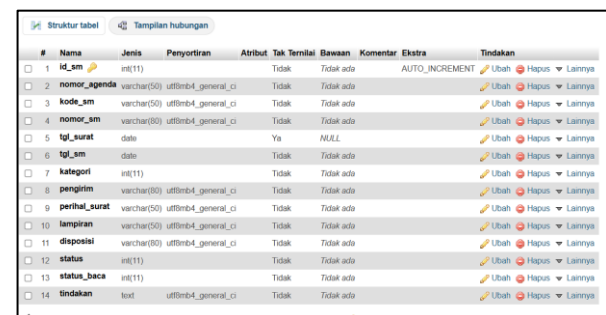 Struktur tabel Tampilan hubungan
# Nama Jenis Penyortiran Atribut Tak Ternilai Bawaan Komentar Ekstra Tindakan
1 id_sm int(11) Tidak Tidak ada AUTO_INCREMENT Ubah Hapus Lainnya
2 nomor_agenda varchar(50) utf8mb4_general_ci Tidak Tidak ada Ubah Hapus Lainnya
3 kode_sm varchar(50) utf8mb4_general_ci Tidak Tidak ada Ubah Hapus Lainnya
4 nomor_sm varchar(80) utf8mb4_general_ci Tidak Tidak ada Ubah Hapus Lainnya
5 tgl_surat date Ya NULL Ubah Hapus Lainnya
6 tgl_sm date Tidak Tidak ada Ubah Hapus Lainnya
7 kategori int(11) Tidak Tidak ada Ubah Hapus Lainnya
8 pengirim varchar(80) utf8mb4_general_ci Tidak Tidak ada Ubah Hapus Lainnya
9 perihal_surat varchar(50) utf8mb4_general_ci Tidak Tidak ada Ubah Hapus Lainnya
10 lampiran varchar(50) utf8mb4_general_ci Tidak Tidak ada Ubah Hapus Lainnya
11 disposisi varchar(80) utf8mb4_general_ci Tidak Tidak ada Ubah Hapus Lainnya
12 status int(11) Tidak Tidak ada Ubah Hapus Lainnya
13 status_baca int(11) Tidak Tidak ada Ubah Hapus Lainnya
14 tindakan text utf8mb4_general_ci Tidak Tidak ada Ubah Hapus Lainnya